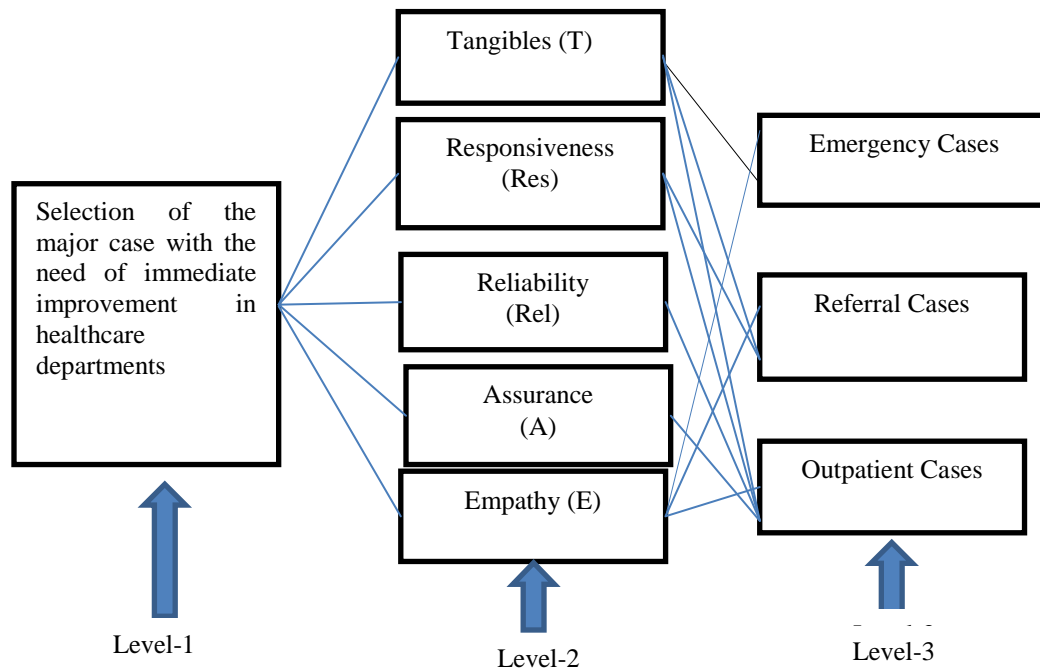 Tangibles (T)
Responsiveness
(Res)
Emergency Cases
Selection of the
major case with the
need of immediate
improvement in
healthcare
departments
Reliability
(Rel)
Referral Cases
Assurance
(A)
Outpatient Cases
Empathy (E)
Level-1
Level-2
Level-3